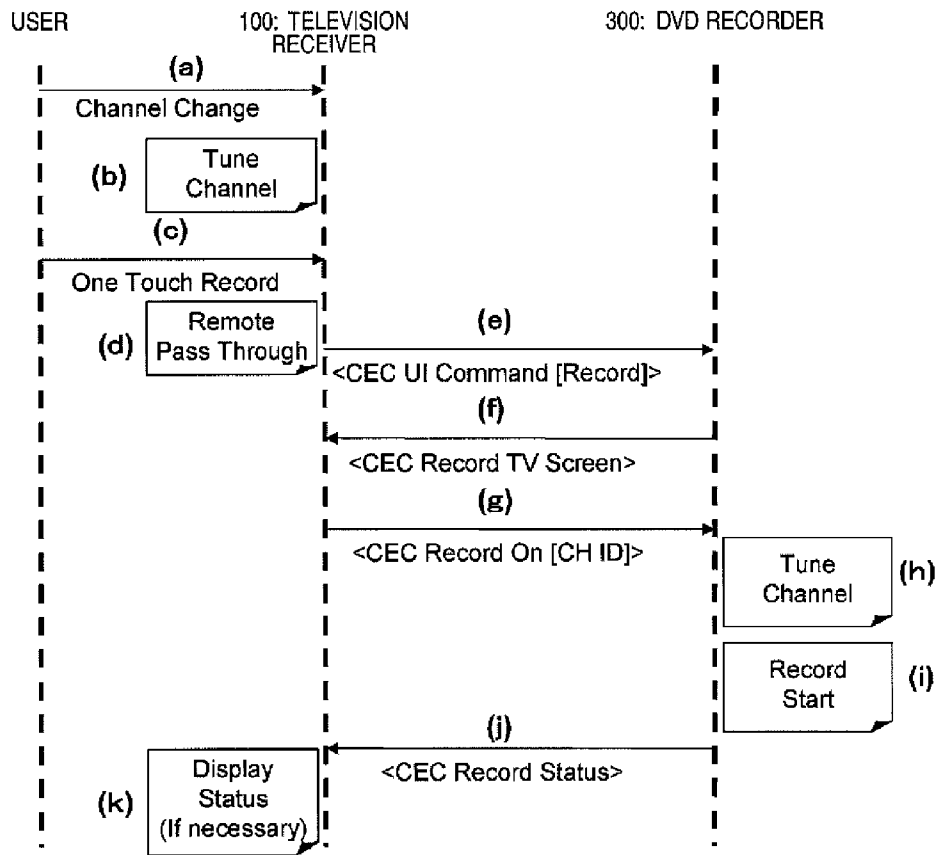 USER
100: TELEVISION
RECEIVER
300: DVD RECORDER
(a)
Channel Change
(b)
Tune
Channel
(c)
One Touch Record
(d)
Remote
Pass Through
(e)
<CEC UI Command [Record]>
(f)
<CEC Record TV Screen>
(g)
<CEC Record On [CH ID]>
Tune
Channel
(h)
Record
Start
(i)
(j)
<CEC Record Status>
(k)
Display
Status
(If necessary)